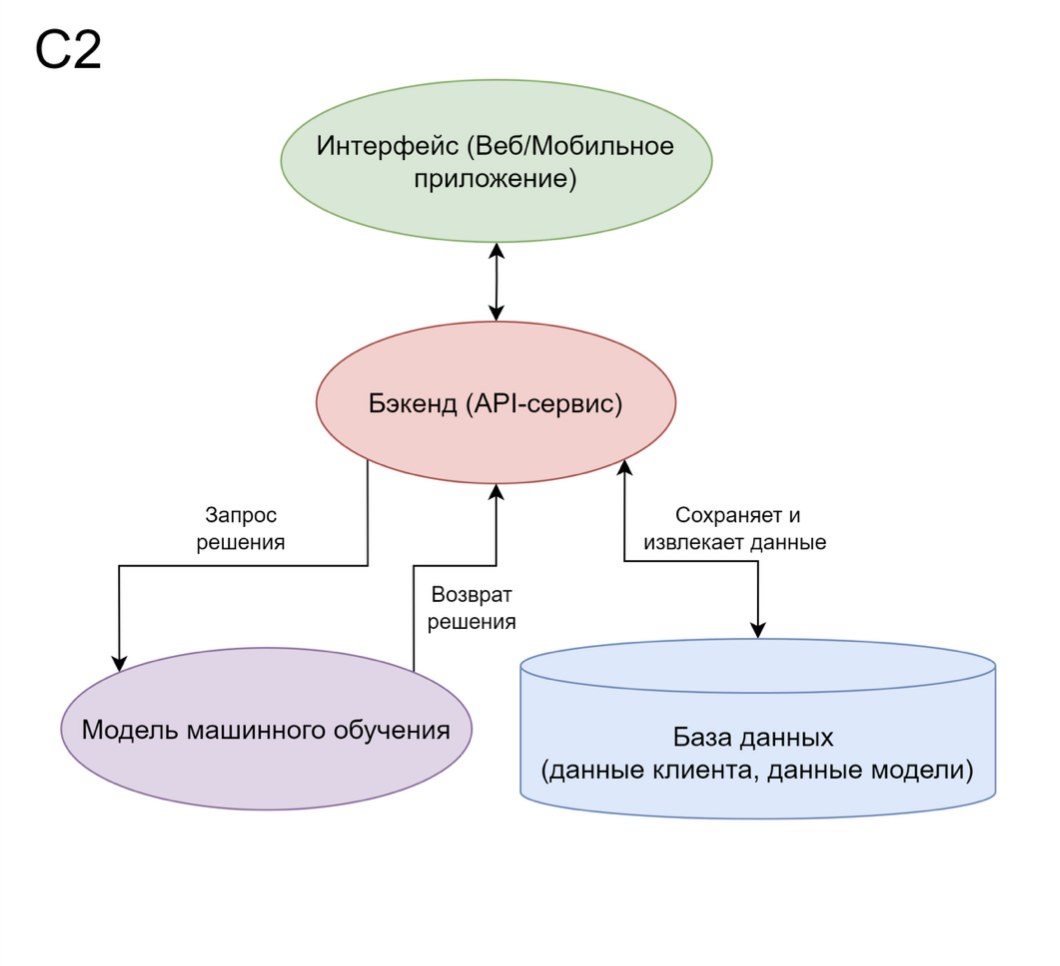 C2
Интерфейс (Веб/Мобильное
приложение)
Бэкенд (API-сервис)
Запрос
решения
Возврат
решения
Сохраняет и
извлекает данные
Модель машинного обучения
База данных
(данные клиента, данные модели)